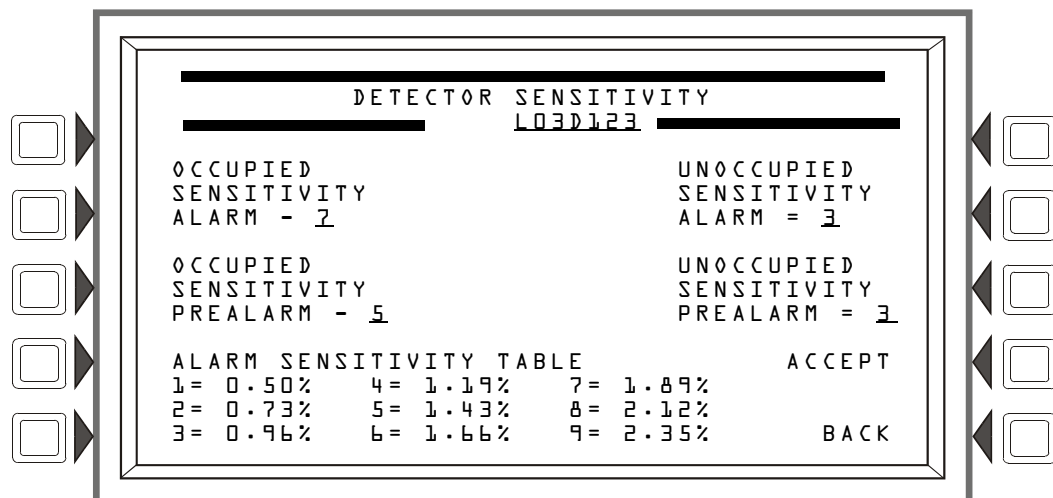 DETECTOR SENSITIVITY
L03D123
OCCUPIED
SENSITIVITY
ALARM - 7
UNOCCUPIED
SENSITIVITY
ALARM = 3
OCCUPIED
SENSITIVITY
PREALARM - 5
UNOCCUPIED
SENSITIVITY
PREALARM = 3
ALARM SENSITIVITY TABLE
1= 0.50% 4= 1.19% 7= 1.89%
2= 0.73% 5= 1.43% 8= 2.12%
3= 0.96% 6= 1.66% 9= 2.35%
ACCEPT
BACK